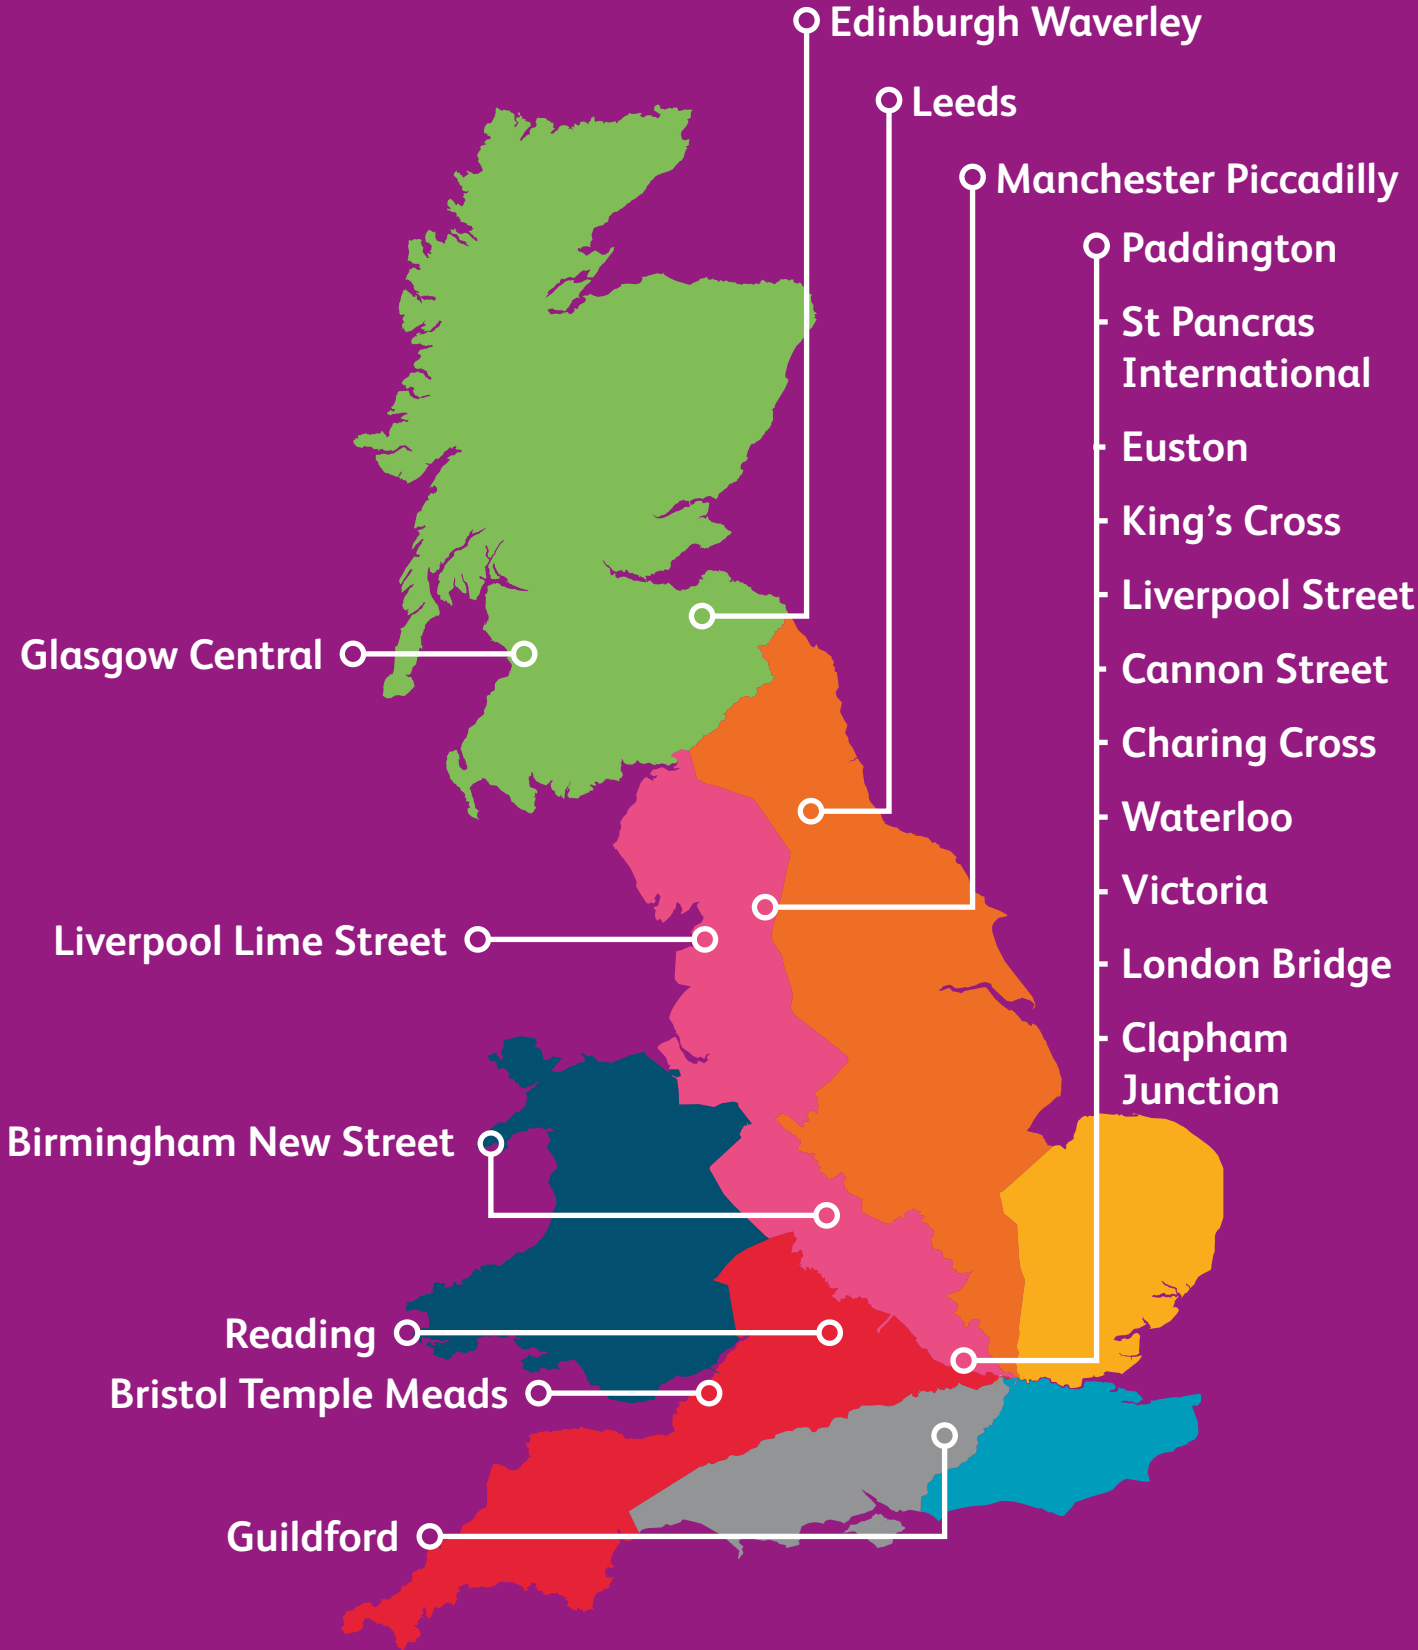 Edinburgh Waverley
Leeds
Manchester Piccadilly
Paddington
St Pancras
International
Euston
King’s Cross
Liverpool Street
Cannon Street
Charing Cross
Waterloo
Victoria
London Bridge
Clapham
Junction
Glasgow Central
Liverpool Lime Street
Birmingham New Street
Reading
Bristol Temple Meads
Guildford